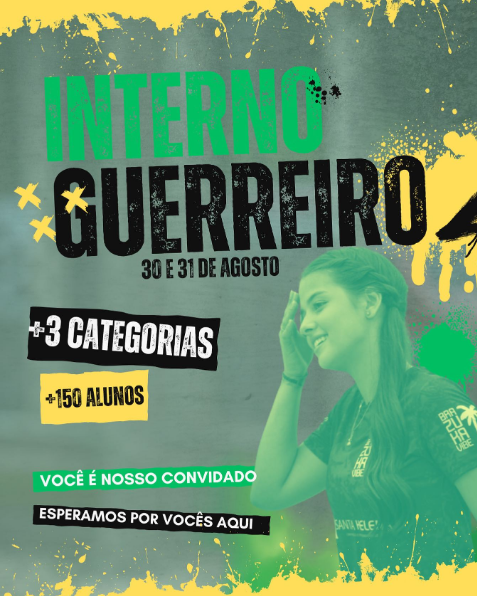 INTERNO
GUERREIRO
30 E 31 DE AGOSTO
+3 CATEGORIAS
+150 ALUNOS
VOCÊ É NOSSO CONVIDADO
ESPERAMOS POR VOCÊS AQUI